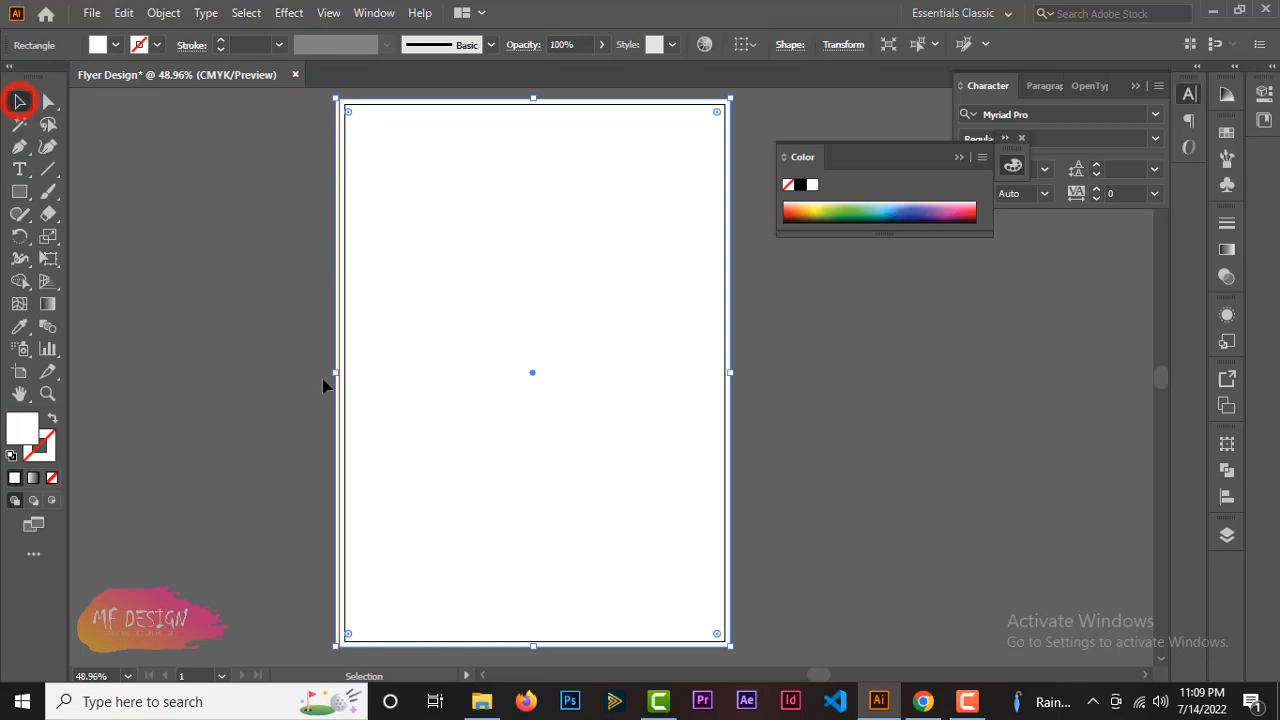 File Edit Object Type Select Effect View Window Help
Essentials Classic
Search Adobe Stock
Rectangle
Stroke:
Basic
Opacity: 100%
Style:
Shape:
Transform
Flyer Design* @ 48.96% (CMYK/Preview)
Character Paragrap OpenTyp
Myriad Pro
Regula
Color
Auto
0
MF DESIGN
Activate Windows
Go to Settings to activate Windows.
48.96%
1
Selection
Type here to search
Rain...
11:09 PM
7/14/2022
1